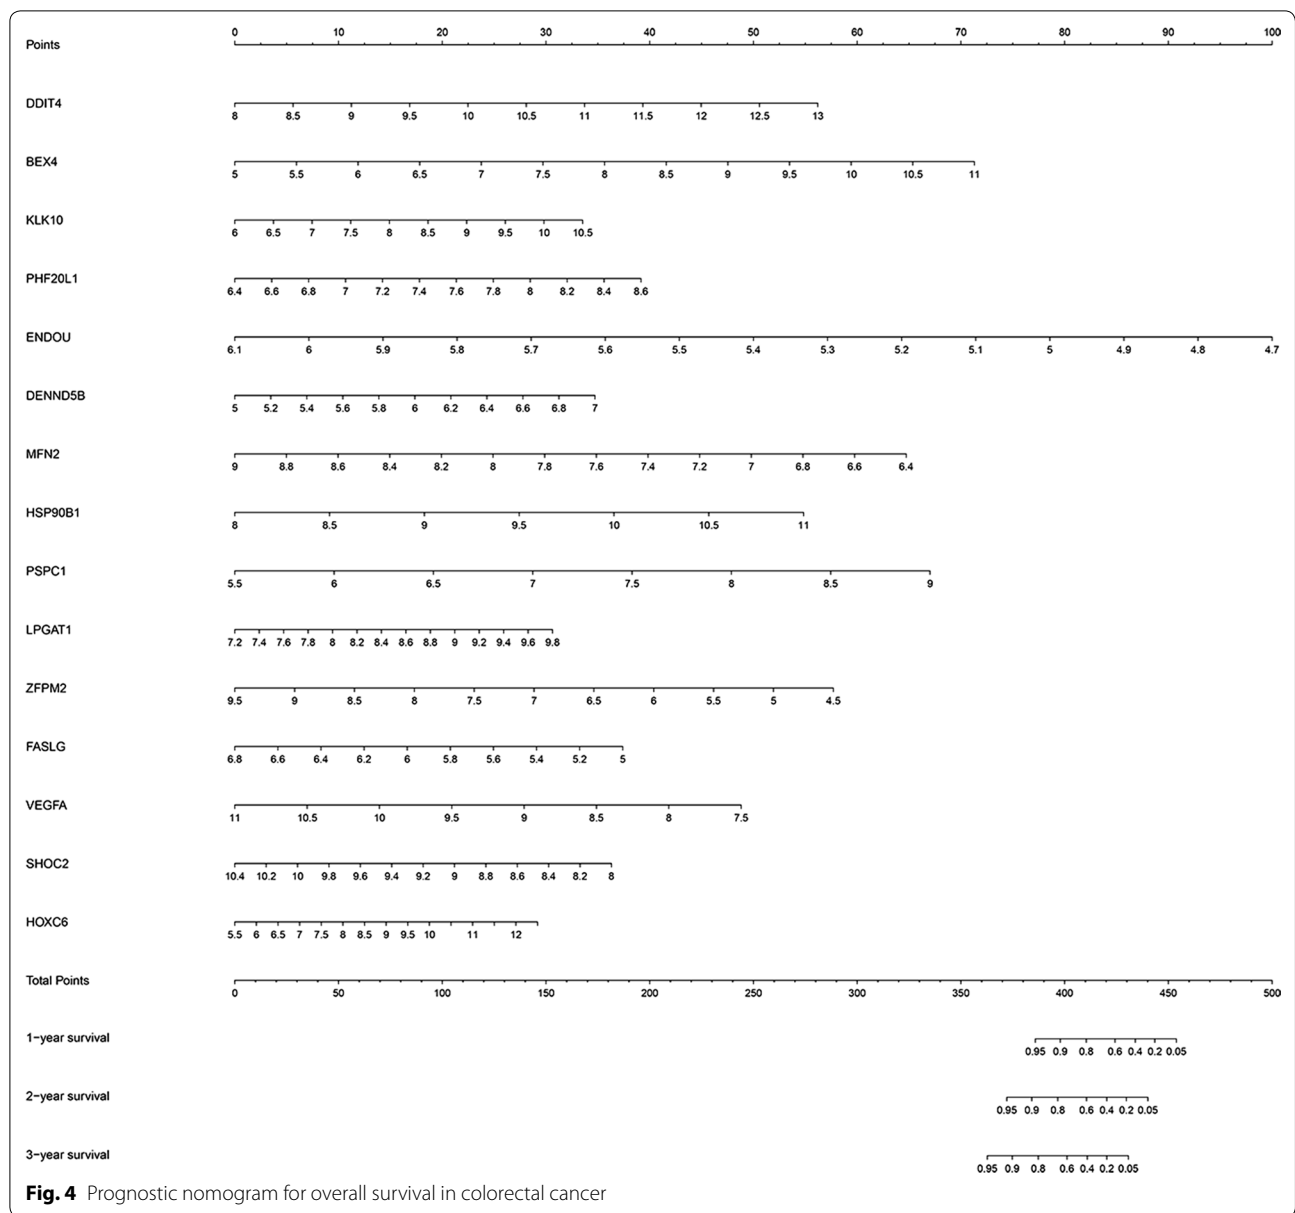 0 10 20 30 40 50 60 70 80 90 100
Points
DDIT4
8 8.5 9 9.5 10 10.5 11 11.5 12 12.5 13
BEX4
5 5.5 6 6.5 7 7.5 8 8.5 9 9.5 10 10.5 11
KLK10
6 6.5 7 7.5 8 8.5 9 9.5 10 10.5
PHF20L1
6.4 6.6 6.8 7 7.2 7.4 7.6 7.8 8 8.2 8.4 8.6
ENDOU
6.1 6 5.9 5.8 5.7 5.6 5.5 5.4 5.3 5.2 5.1 5 4.9 4.8 4.7
DENND5B
5 5.2 5.4 5.6 5.8 6 6.2 6.4 6.6 6.8 7
MFN2
9 8.8 8.6 8.4 8.2 8 7.8 7.6 7.4 7.2 7 6.8 6.6 6.4
HSP90B1
8 8.5 9 9.5 10 10.5 11
PSPC1
5.5 6 6.5 7 7.5 8 8.5 9
LPGAT1
7.2 7.4 7.6 7.8 8 8.2 8.4 8.6 8.8 9 9.2 9.4 9.6 9.8
ZFPM2
9.5 9 8.5 8 7.5 7 6.5 6 5.5 5 4.5
FASLG
6.8 6.6 6.4 6.2 6 5.8 5.6 5.4 5.2 5
VEGFA
11 10.5 10 9.5 9 8.5 8 7.5
SHOC2
10.4 10.2 10 9.8 9.6 9.4 9.2 9 8.8 8.6 8.4 8.2 8
HOXC6
5.5 6 6.5 7 7.5 8 8.5 9 9.5 10 11 12
Total Points
0 50 100 150 200 250 300 350 400 450 500
1−year survival
0.95 0.9 0.8 0.6 0.4 0.2 0.05
2−year survival
0.95 0.9 0.8 0.6 0.4 0.2 0.05
3−year survival
0.95 0.9 0.8 0.6 0.4 0.2 0.05
Fig. 4 Prognostic nomogram for overall survival in colorectal cancer